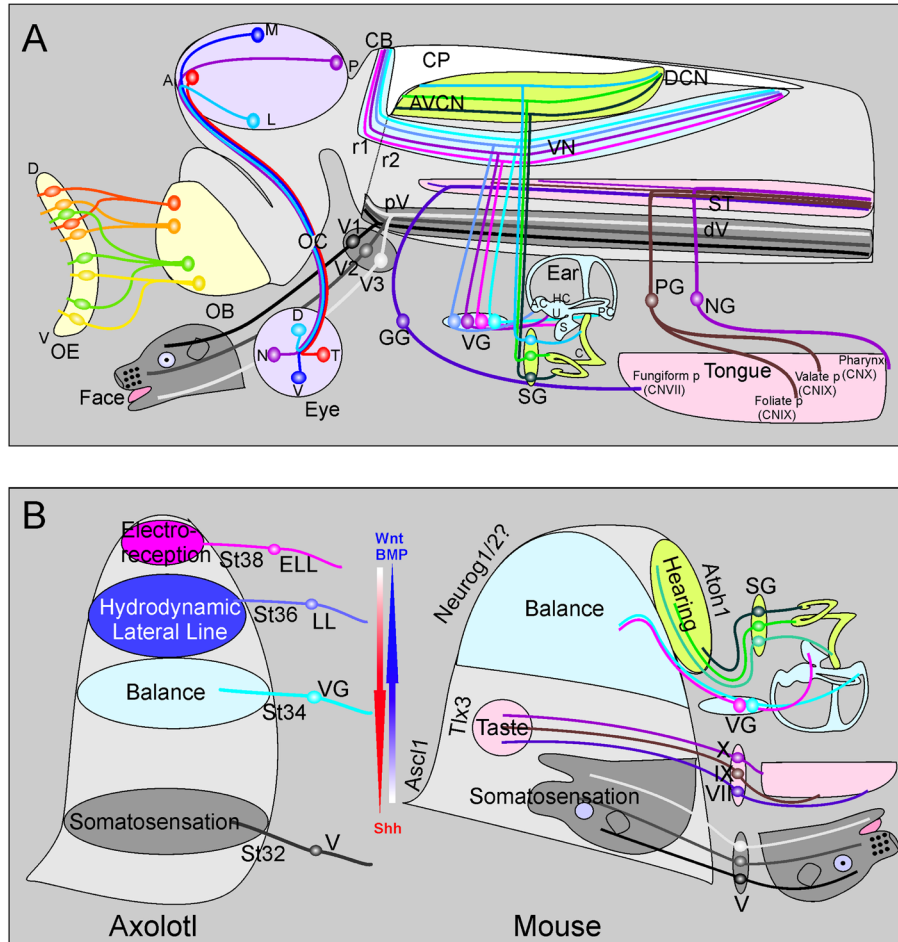 A
M
CB
CP
P
A
DCN
AVCN
L
VN
r1
r2
D
ST
pV
dV
V1
OC
V2
Ear
V3
PG
NG
AC
HC
U
P
C
S
OB
V
OE
GG
VG
C
D
N
T
V
SG
Face
Eye
Tongue
Pharynx
(CNX)
Fungiform p
(CNVII)
Valate p
(CNIX)
Foliate p
(CNIX)
B
Electro-
reception
St38
ELL
Hydrodynamic
Lateral Line
St36
LL
Balance
VG
St34
Somatosensation
St32
V
Axolotl
Wnt
BMP
Shh
Neurog1/2?
Balance
Hearing
Atoh1
SG
VG
Tlx3
Taste
X
IX
VII
Ascl1
Somatosensation
V
Mouse